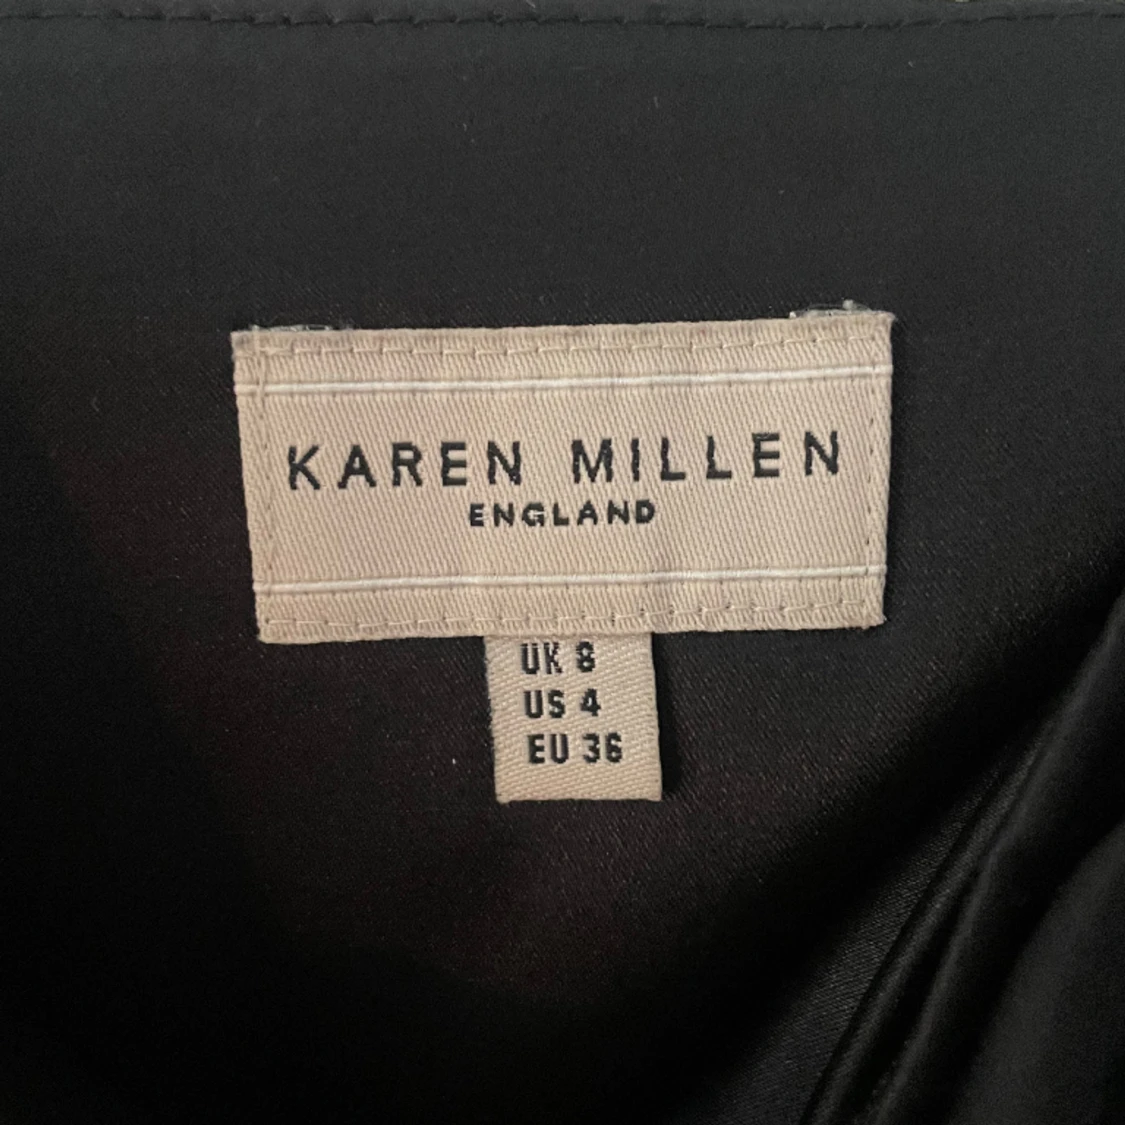 KAREN MILLEN
ENGLAND
UK 8
US 4
EU 36